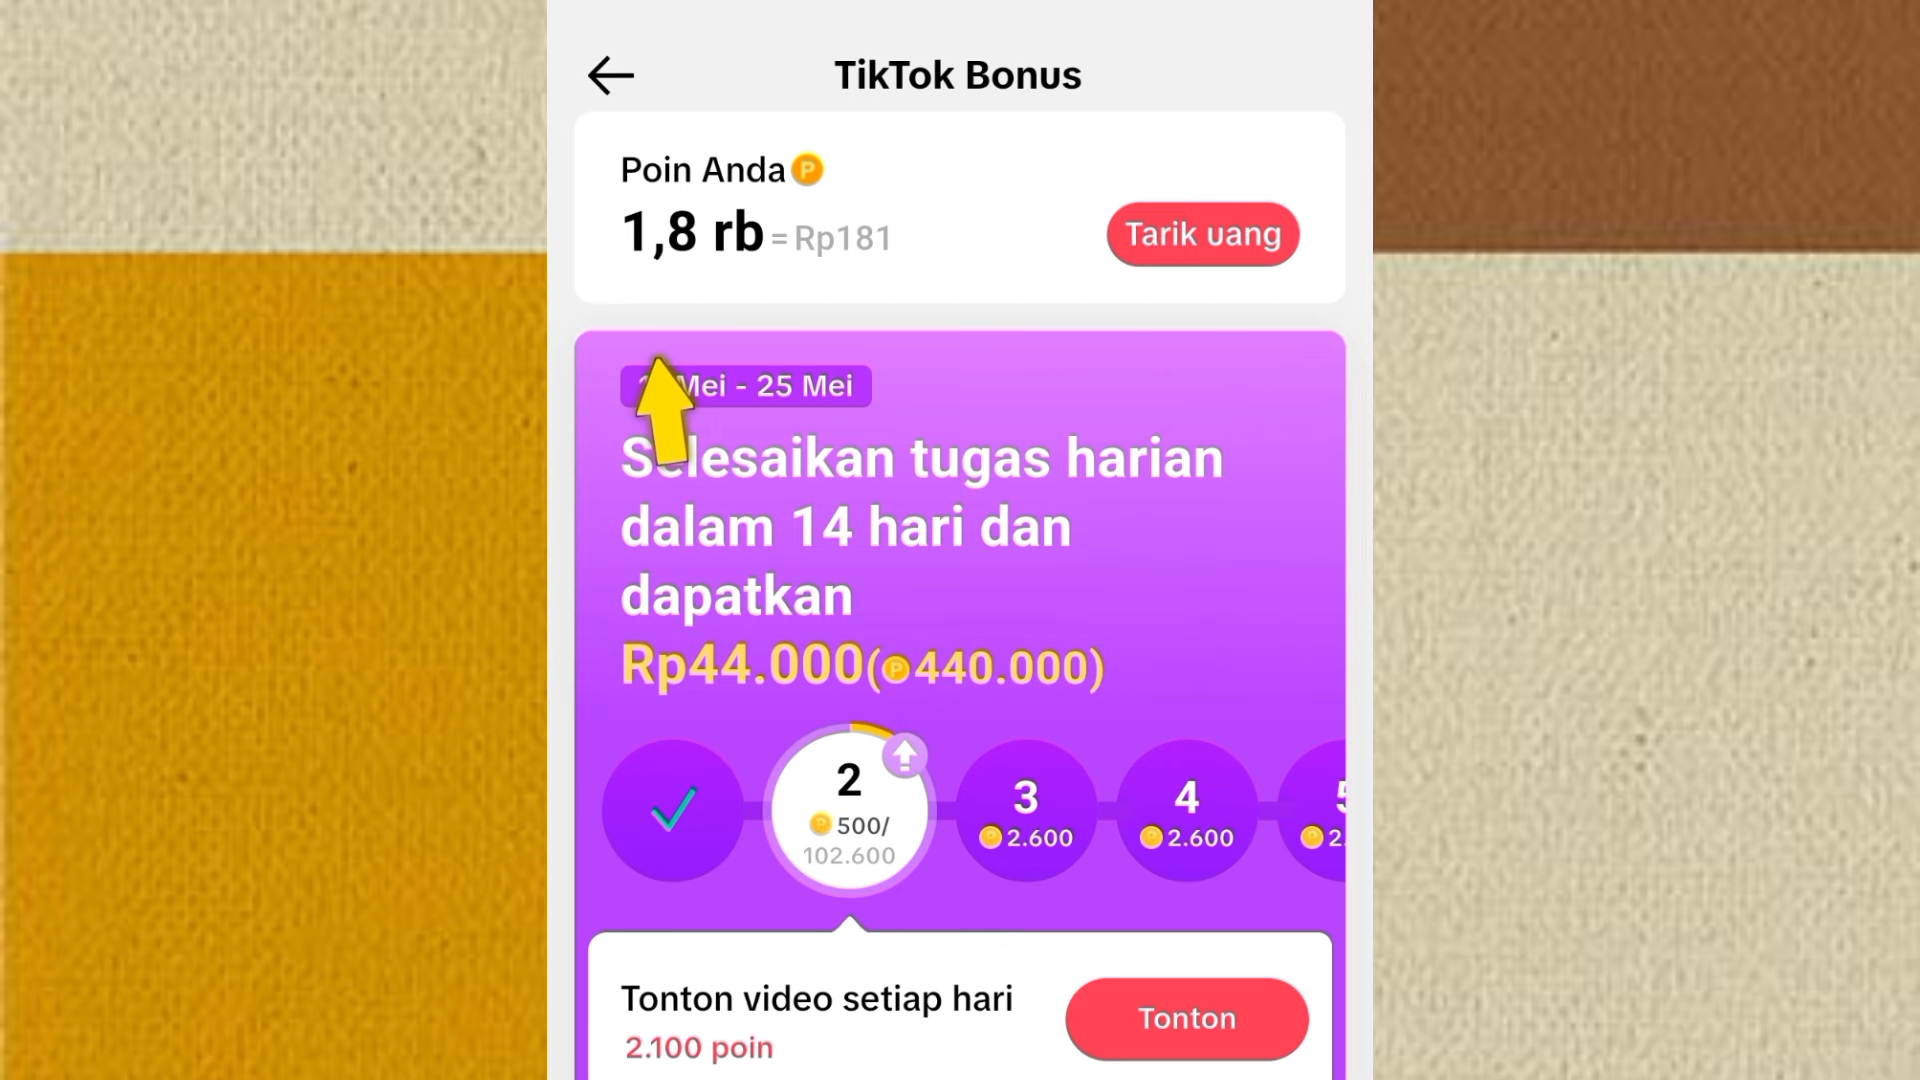 TikTok Bonus
Poin Anda
1,8 rb = Rp181
Tarik uang
Mei - 25 Mei
Selesaikan tugas harian
dalam 14 hari dan
dapatkan
Rp44.000(P440.000)
2
500/
102.600
3
2.600
4
2.600
Tonton video setiap hari
2.100 poin
Tonton